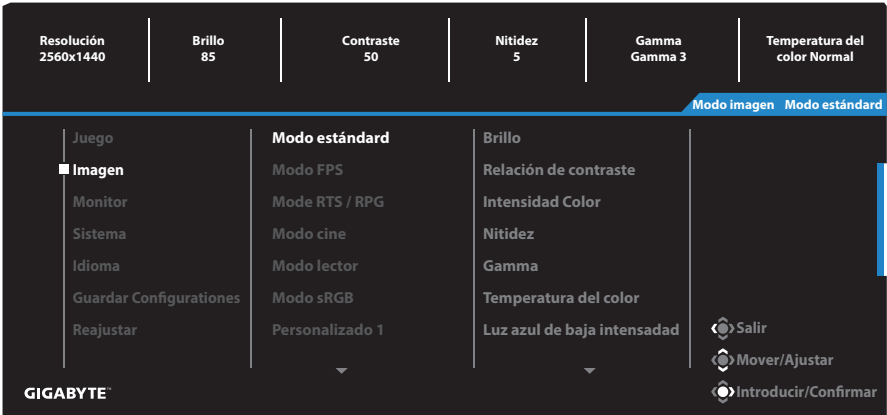 Resolución
2560x1440
Brillo
85
Contraste
50
Nitidez
5
Gamma
Gamma 3
Temperatura del
color Normal
Modo imagen Modo estándard
Juego
Imagen
Monitor
Sistema
Idioma
Guardar Configurationes
Reajustar
Modo estándard
Modo FPS
Mode RTS / RPG
Modo cine
Modo lector
Modo sRGB
Personalizado 1
Brillo
Relación de contraste
Intensidad Color
Nitidez
Gamma
Temperatura del color
Luz azul de baja intensadad
Salir
Mover/Ajustar
Introducir/Confirmar
GIGABYTE™